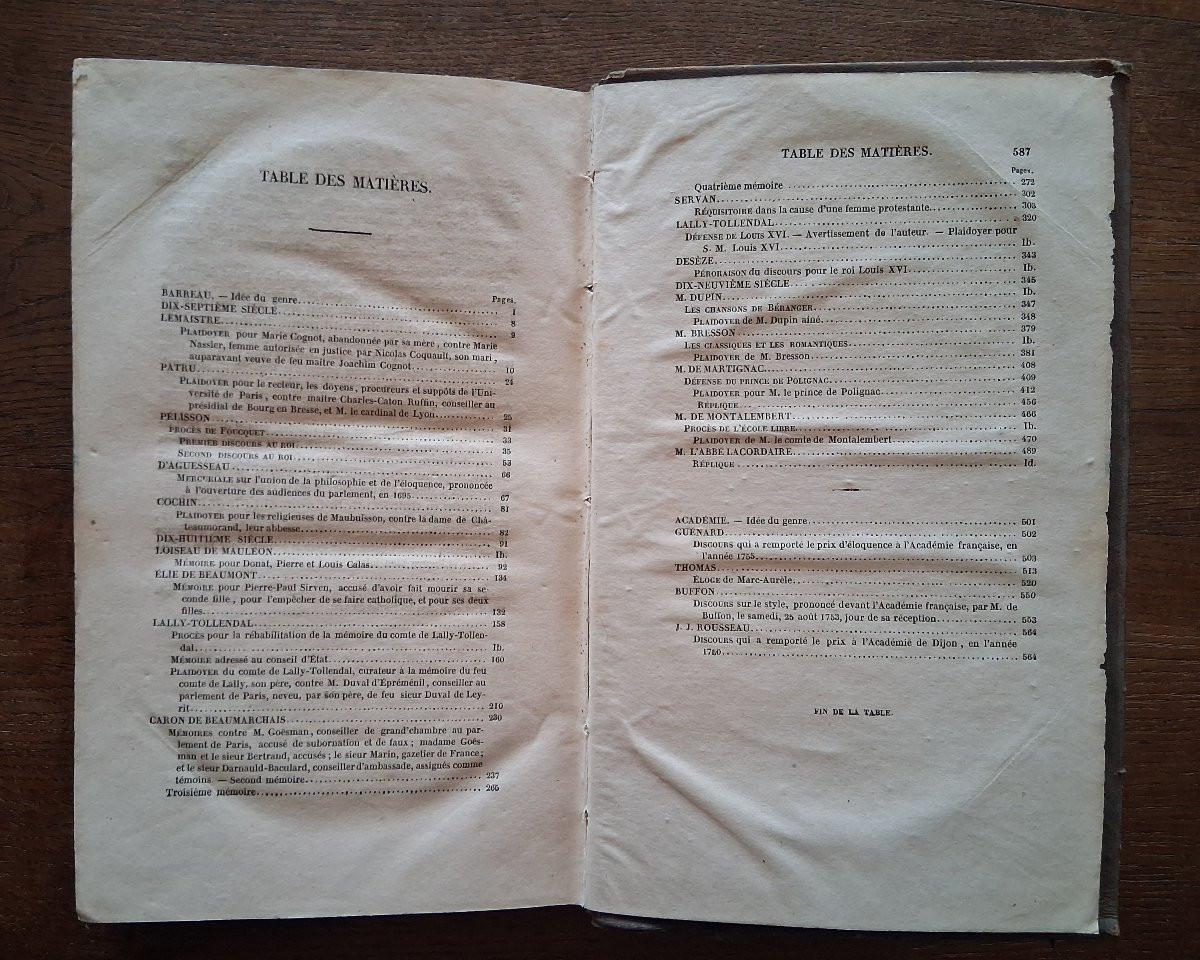 TABLE DES MATIÈRES.
Pages.
BARREAU. — Idée du genre 1
DIX-SEPTIÈME SIÈCLE 8
LEMAISTRE 9
PLAIDOYER pour Marie Cognot, abandonnée par sa mère, contre Marie
Nassier, femme autorisée en justice par Nicolas Coquault, son mari,
auparavant veuve de feu maître Joachim Cognot 10
PATRU 24
PLAIDOYER pour le recteur, les doyens, procureurs et suppôts de l'Uni-
versité de Paris, contre maître Charles-Caton Ruffin, conseiller au
présidial de Bourg en Bresse, et M. le cardinal de Lyon 25
PÉLISSON 31
PROCÈS DE FOUCQUET 33
PREMIER DISCOURS AU ROI 35
SECOND DISCOURS AU ROI 53
D'AGUESSEAU 66
MERCURIALE sur l'union de la philosophie et de l'éloquence, prononcée
à l'ouverture des audiences du parlement, en 1695 67
COCHIN 81
PLAIDOYER pour les religieuses de Maubuisson, contre la dame de Châ-
teaumorand, leur abbesse 82
DIX-HUITIÈME SIÈCLE 91
LOISEAU DE MAULÉON Ib.
MÉMOIRE pour Donat, Pierre et Louis Calas 92
ÉLIE DE BEAUMONT 134
MÉMOIRE pour Pierre-Paul Sirven, accusé d'avoir fait mourir sa se-
conde fille, pour l'empêcher de se faire catholique, et pour ses deux
filles 132
LALLY-TOLLENDAL 158
PROCÈS pour la réhabilitation de la mémoire du comte de Lally-Tollen-
dal Ib.
MÉMOIRE adressé au conseil d'État 160
PLAIDOYER du comte de Lally-Tollendal, curateur à la mémoire du feu
comte de Lally, son père, contre M. Duval d'Epréménil, conseiller au
parlement de Paris, neveu, par son père, de feu sieur Duval de Ley-
rit 210
CARON DE BEAUMARCHAIS 230
MÉMOIRES contre M. Goësman, conseiller de grand'chambre au par-
lement de Paris, accusé de subornation et de faux; madame Goës-
man et le sieur Bertrand, accusés; le sieur Marin, gazetier de France;
et le sieur Darnauld-Baculard, conseiller d'ambassade, assignés comme
témoins. — Second mémoire 237
Troisième mémoire 265
TABLE DES MATIÈRES. 587
Pages.
Quatrième mémoire 272
SERVAN 302
RÉQUISITOIRE dans la cause d'une femme protestante 303
LALLY-TOLLENDAL 320
DÉFENSE DE LOUIS XVI. — Avertissement de l'auteur. — Plaidoyer pour
S. M. Louis XVI Ib.
DESÈZE 343
PÉRORAISON du discours pour le roi Louis XVI Ib.
DIX-NEUVIÈME SIÈCLE 345
M. DUPIN Ib.
LES CHANSONS DE BÉRANGER 347
PLAIDOYER de M. Dupin aîné 348
M. BRESSON 379
LES CLASSIQUES ET LES ROMANTIQUES Ib.
PLAIDOYER de M. Bresson 381
M. DE MARTIGNAC 408
DÉFENSE DU PRINCE DE POLIGNAC 409
PLAIDOYER pour M. le prince de Polignac 412
RÉPLIQUE 456
M. DE MONTALEMBERT 466
PROCÈS DE L'ÉCOLE LIBRE Ib.
PLAIDOYER de M. le comte de Montalembert 470
M. L'ABBÉ LACORDAIRE 489
RÉPLIQUE Id.
ACADÉMIE. — Idée du genre 501
GUÉNARD 502
DISCOURS qui a remporté le prix d'éloquence à l'Académie française, en
l'année 1755 503
THOMAS 513
ÉLOGE de Marc-Aurèle 520
BUFFON 550
DISCOURS sur le style, prononcé devant l'Académie française, par M. de
Buffon, le samedi, 25 août 1753, jour de sa réception 553
J. J. ROUSSEAU 564
DISCOURS qui a remporté le prix à l'Académie de Dijon, en l'année
1750 564
FIN DE LA TABLE.